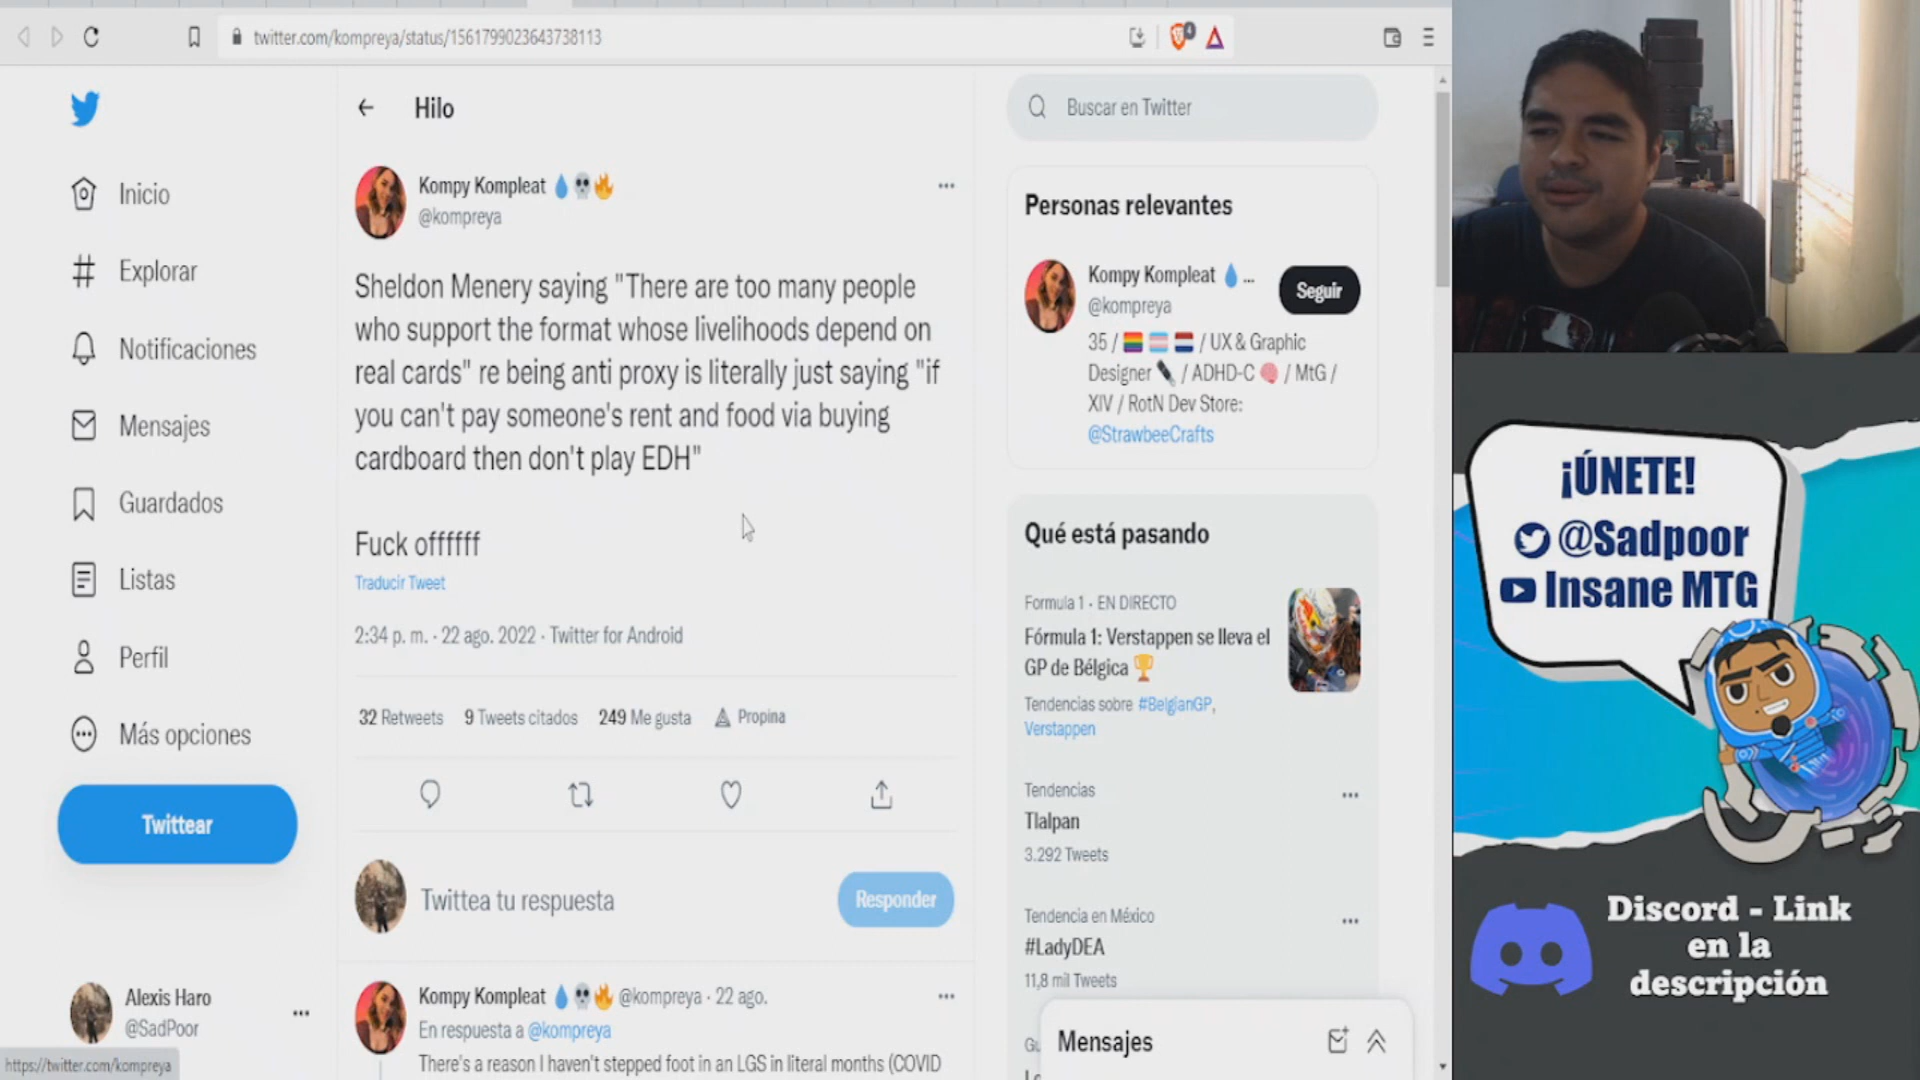 twitter.com/kompreya/status/1561799023643738113
4
Hilo
Buscar en Twitter
Inicio
Explorar
Notificaciones
Mensajes
Guardados
Listas
Perfil
Más opciones
Twittear
Alexis Haro
@SadPoor
https://twitter.com/kompreya
Kompy Kompleat
@kompreya
Sheldon Menery saying "There are too many people
who support the format whose livelihoods depend on
real cards" re being anti proxy is literally just saying "if
you can't pay someone's rent and food via buying
cardboard then don't play EDH"
Fuck offffff
Traducir Tweet
2:34 p. m. · 22 ago. 2022 · Twitter for Android
32 Retweets 9 Tweets citados 249 Me gusta Propina
Twittea tu respuesta
Responder
Kompy Kompleat @kompreya · 22 ago.
En respuesta a @kompreya
There's a reason I haven't stepped foot in an LGS in literal months (COVID
Personas relevantes
Kompy Kompleat ...
@kompreya
Seguir
35 / / UX & Graphic
Designer / ADHD-C / MtG /
XIV / RotN Dev Store:
@StrawbeeCrafts
Qué está pasando
Formula 1 · EN DIRECTO
Fórmula 1: Verstappen se lleva el
GP de Bélgica
Tendencias sobre #BelgianGP,
Verstappen
Tendencias
Tlalpan
3.292 Tweets
Tendencia en México
#LadyDEA
11,8 mil Tweets
Mensajes
¡ÚNETE!
@Sadpoor
Insane MTG
Discord - Link
en la
descripción